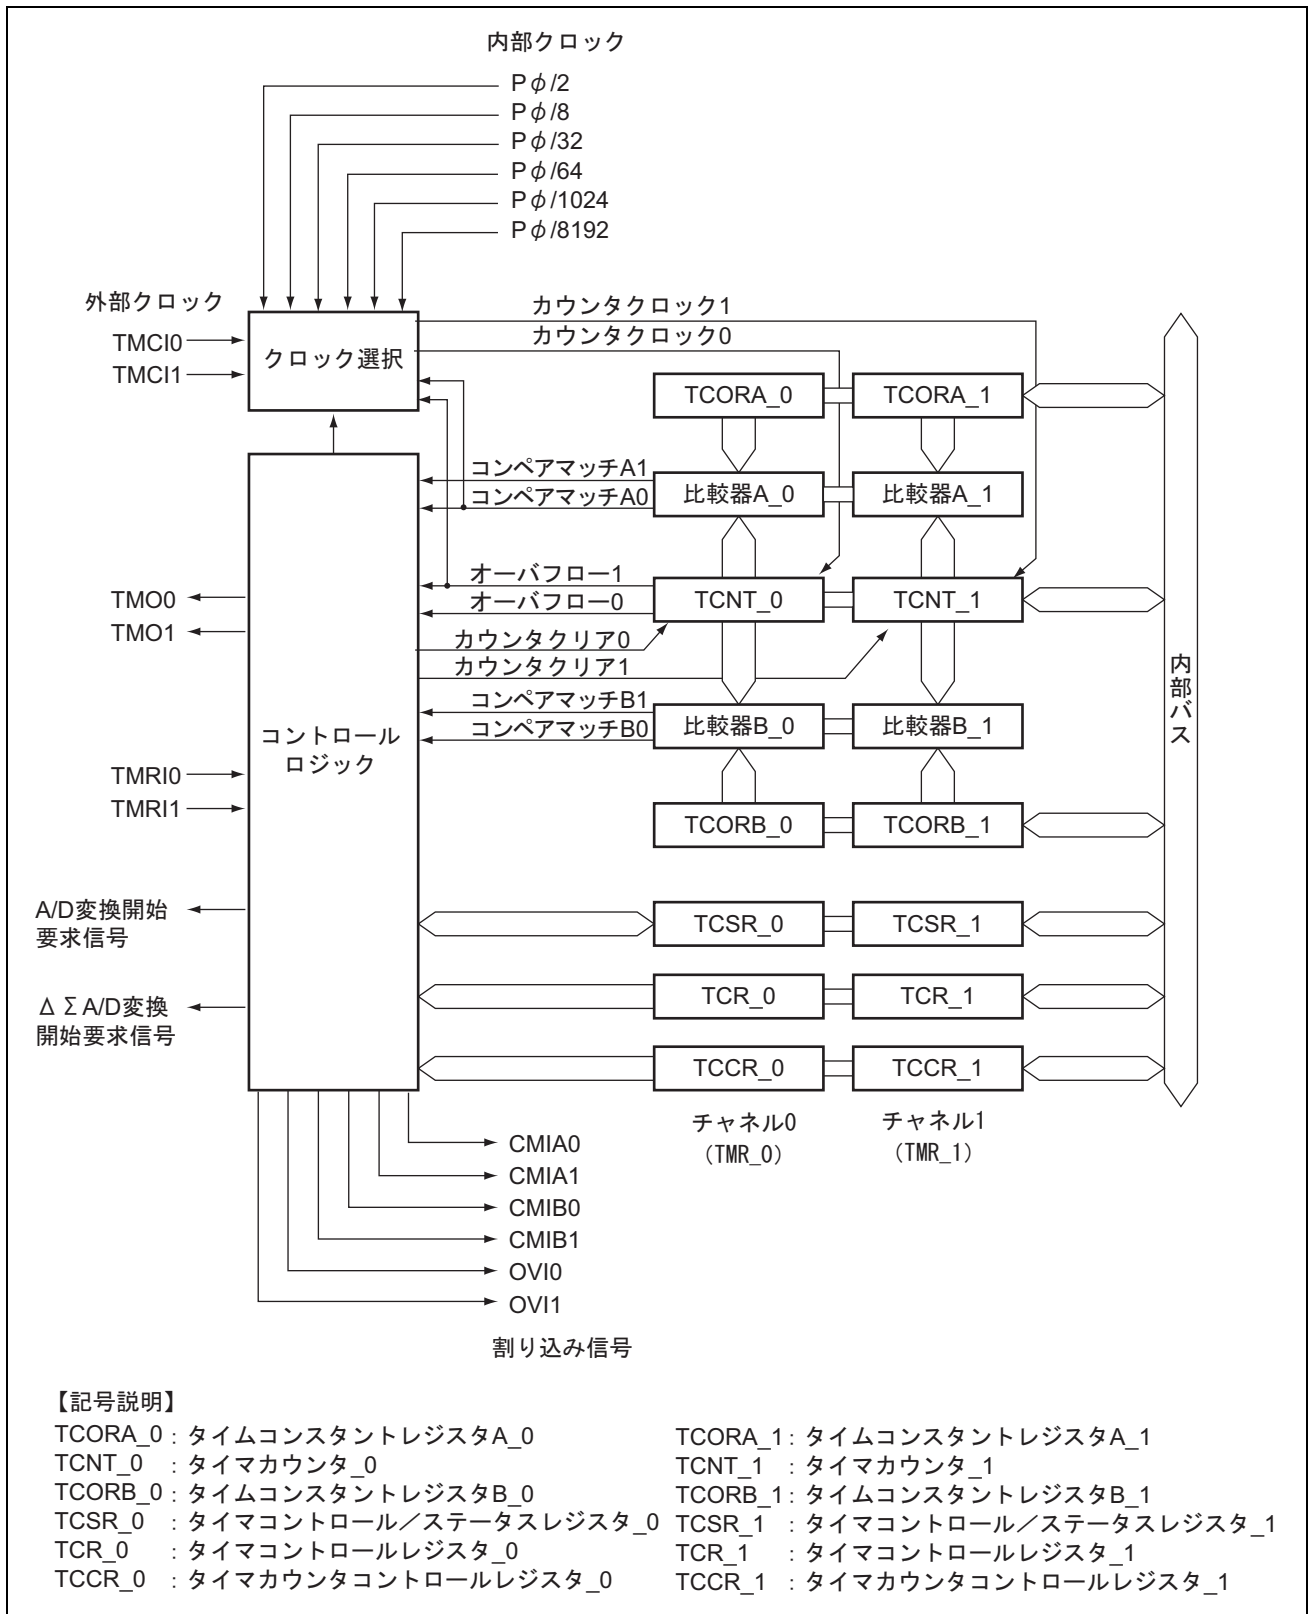 内部クロック
Pφ/2
Pφ/8
Pφ/32
Pφ/64
Pφ/1024
Pφ/8192
外部クロック
TMCI0
TMCI1
クロック選択
カウンタクロック1
カウンタクロック0
TCORA_0
TCORA_1
コンペアマッチA1
コンペアマッチA0
比較器A_0
比較器A_1
オーバフロー1
オーバフロー0
TCNT_0
TCNT_1
TMO0
TMO1
カウンタクリア0
カウンタクリア1
コンペアマッチB1
コンペアマッチB0
比較器B_0
比較器B_1
内部バス
コントロール
ロジック
TMRI0
TMRI1
TCORB_0
TCORB_1
A/D変換開始
要求信号
TCSR_0
TCSR_1
ΔΣA/D変換
開始要求信号
TCR_0
TCR_1
TCCR_0
TCCR_1
チャネル0
（TMR_0）
チャネル1
（TMR_1）
CMIA0
CMIA1
CMIB0
CMIB1
OVI0
OVI1
割り込み信号
【記号説明】
TCORA_0：タイムコンスタントレジスタA_0 TCORA_1：タイムコンスタントレジスタA_1
TCNT_0 ：タイマカウンタ_0 TCNT_1 ：タイマカウンタ_1
TCORB_0：タイムコンスタントレジスタB_0 TCORB_1：タイムコンスタントレジスタB_1
TCSR_0 ：タイマコントロール／ステータスレジスタ_0 TCSR_1 ：タイマコントロール／ステータスレジスタ_1
TCR_0 ：タイマコントロールレジスタ_0 TCR_1 ：タイマコントロールレジスタ_1
TCCR_0 ：タイマカウンタコントロールレジスタ_0 TCCR_1 ：タイマカウンタコントロールレジスタ_1